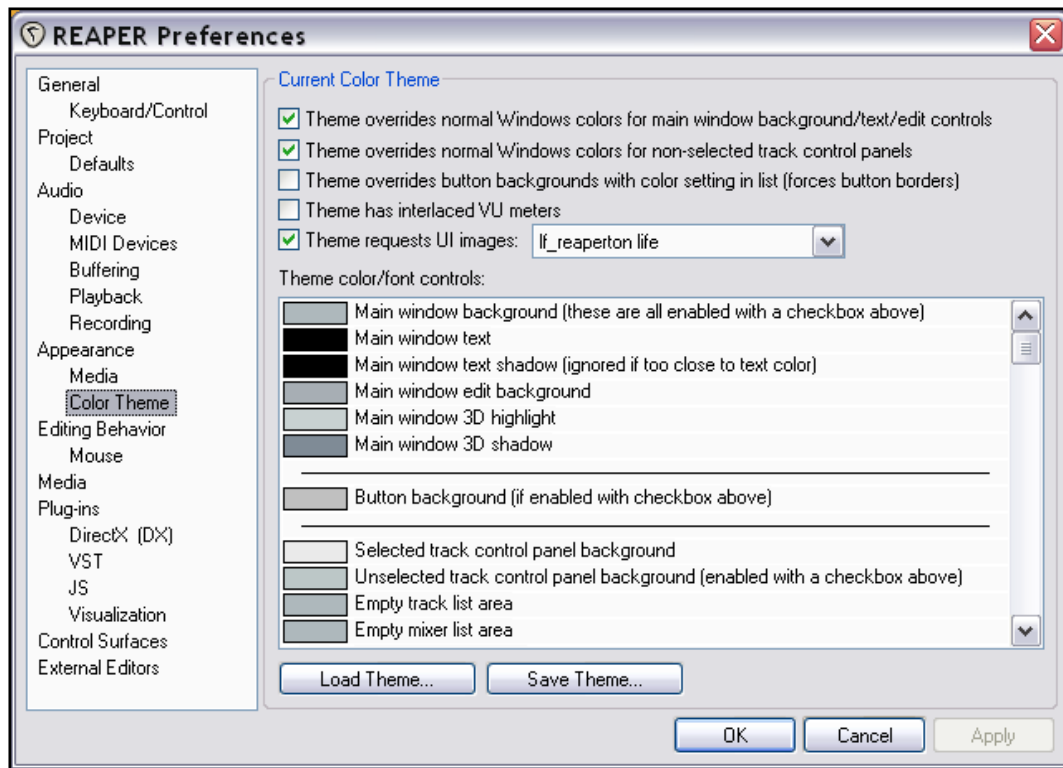 REAPER Preferences
General
Keyboard/Control
Project
Defaults
Audio
Device
MIDI Devices
Buffering
Playback
Recording
Appearance
Media
Color Theme
Editing Behavior
Mouse
Media
Plug-ins
DirectX (DX)
VST
JS
Visualization
Control Surfaces
External Editors
Current Color Theme
Theme overrides normal Windows colors for main window background/text/edit controls
Theme overrides normal Windows colors for non-selected track control panels
Theme overrides button backgrounds with color setting in list (forces button borders)
Theme has interlaced VU meters
Theme requests UI images: lf_reaperton life
Theme color/font controls:
Main window background (these are all enabled with a checkbox above)
Main window text
Main window text shadow (ignored if too close to text color)
Main window edit background
Main window 3D highlight
Main window 3D shadow
Button background (if enabled with checkbox above)
Selected track control panel background
Unselected track control panel background (enabled with a checkbox above)
Empty track list area
Empty mixer list area
Load Theme... Save Theme...
OK Cancel Apply